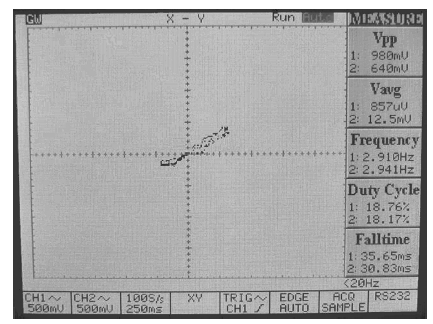 GW X - Y Run Auto MEASURE
Vpp
1: 980mV
2: 640mV
Vavg
1: 857uV
2: 12.5mV
Frequency
1:2.910Hz
2:2.941Hz
Duty Cycle
1: 18.76%
2: 18.17%
Falltime
1:35.65ms
2:30.83ms
<20Hz
CH1~ CH2~ 100S/s XY TRIG~ EDGE ACQ RS232
500mV 500mV 250ms CH1 AUTO SAMPLE